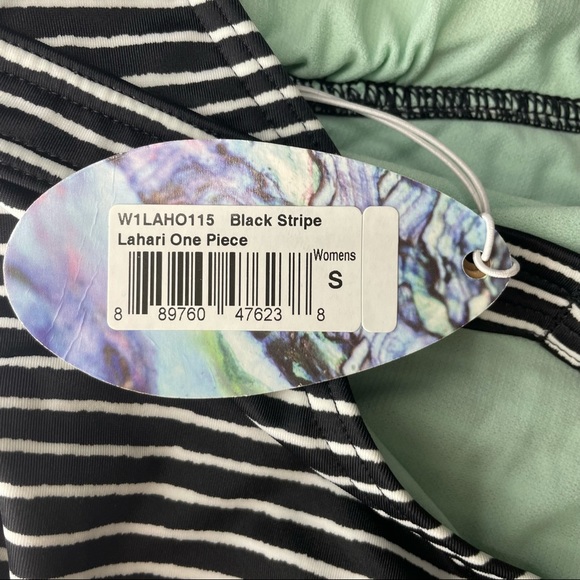 W1LAHO115 Black Stripe
Lahari One Piece
Womens
S
8 89760 47623 8